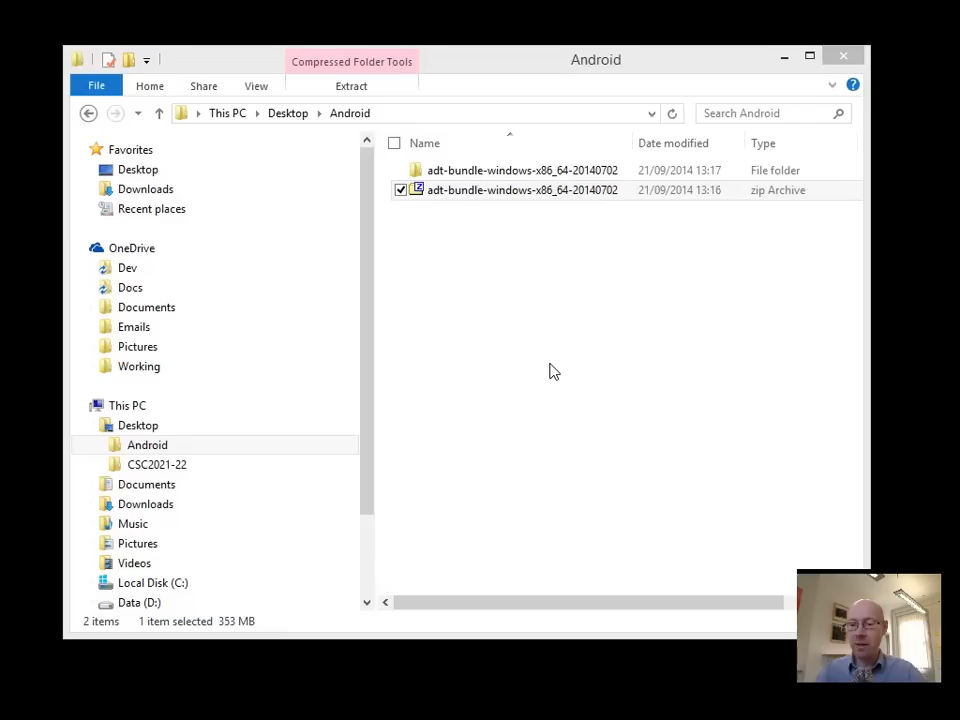 Compressed Folder Tools
Android
File
Home
Share
View
Extract
This PC
Desktop
Android
Search Android
Name
Date modified
Type
adt-bundle-windows-x86_64-20140702
21/09/2014 13:17
File folder
adt-bundle-windows-x86_64-20140702
21/09/2014 13:16
zip Archive
Favorites
Desktop
Downloads
Recent places
OneDrive
Dev
Docs
Documents
Emails
Pictures
Working
This PC
Desktop
Android
CSC2021-22
Documents
Downloads
Music
Pictures
Videos
Local Disk (C:)
Data (D:)
2 items
1 item selected 353 MB